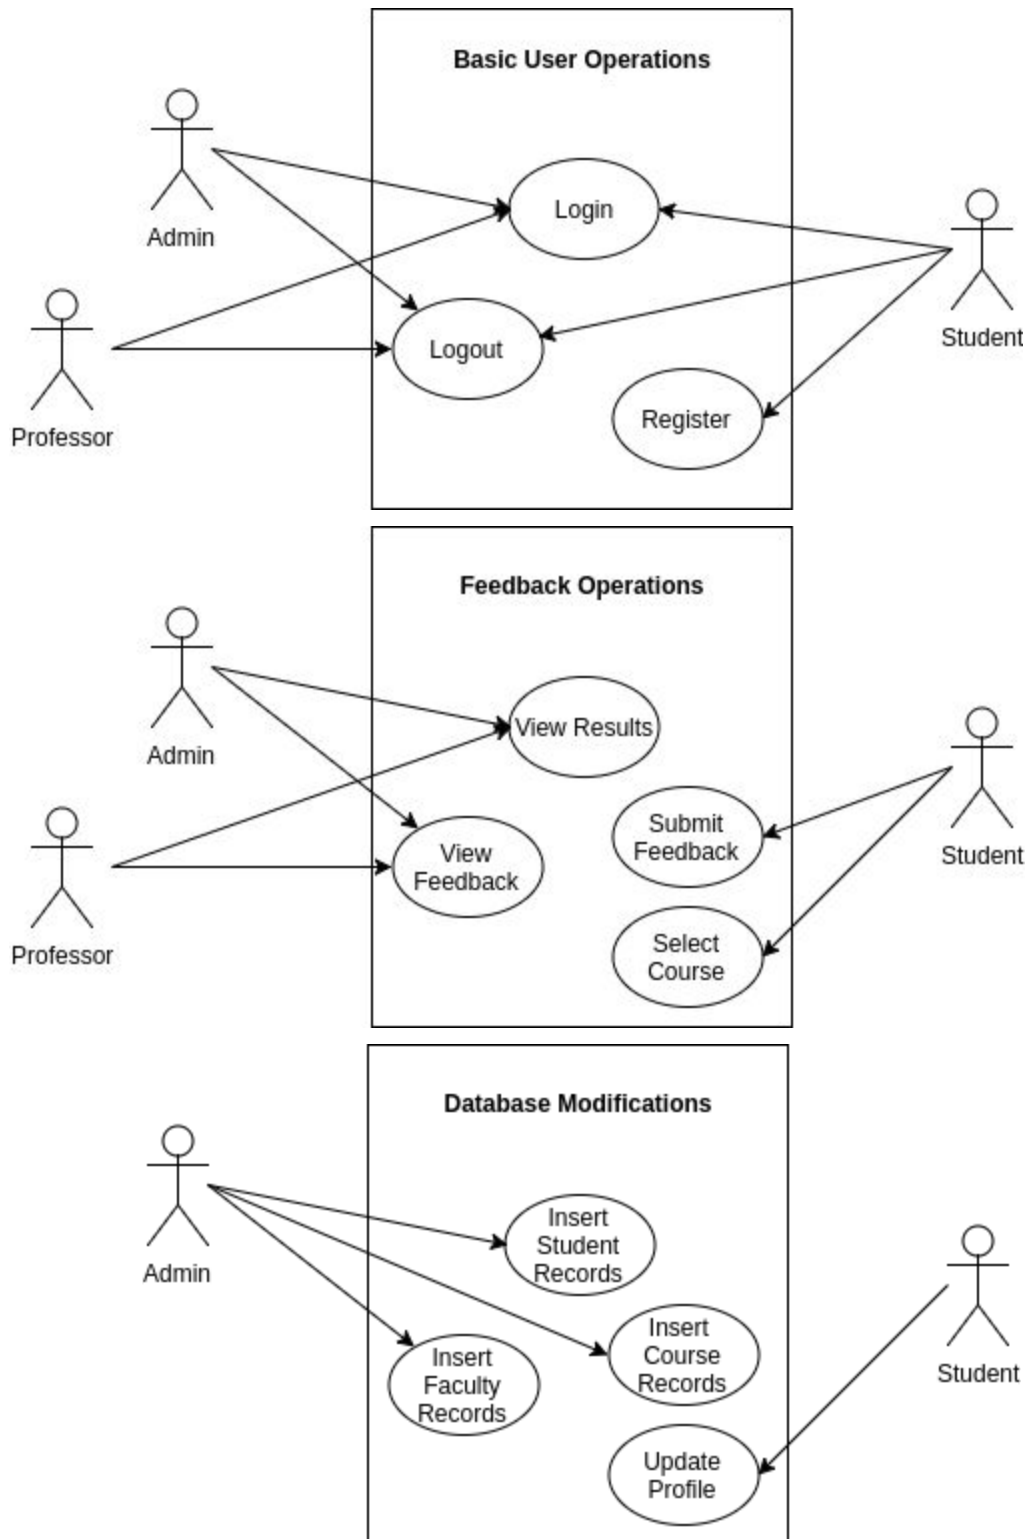 Basic User Operations
Admin
Login
Student
Professor
Logout
Register
Feedback Operations
Admin
View Results
Student
Professor
View
Feedback
Submit
Feedback
Select
Course
Database Modifications
Admin
Insert
Student
Records
Student
Insert
Faculty
Records
Insert
Course
Records
Update
Profile